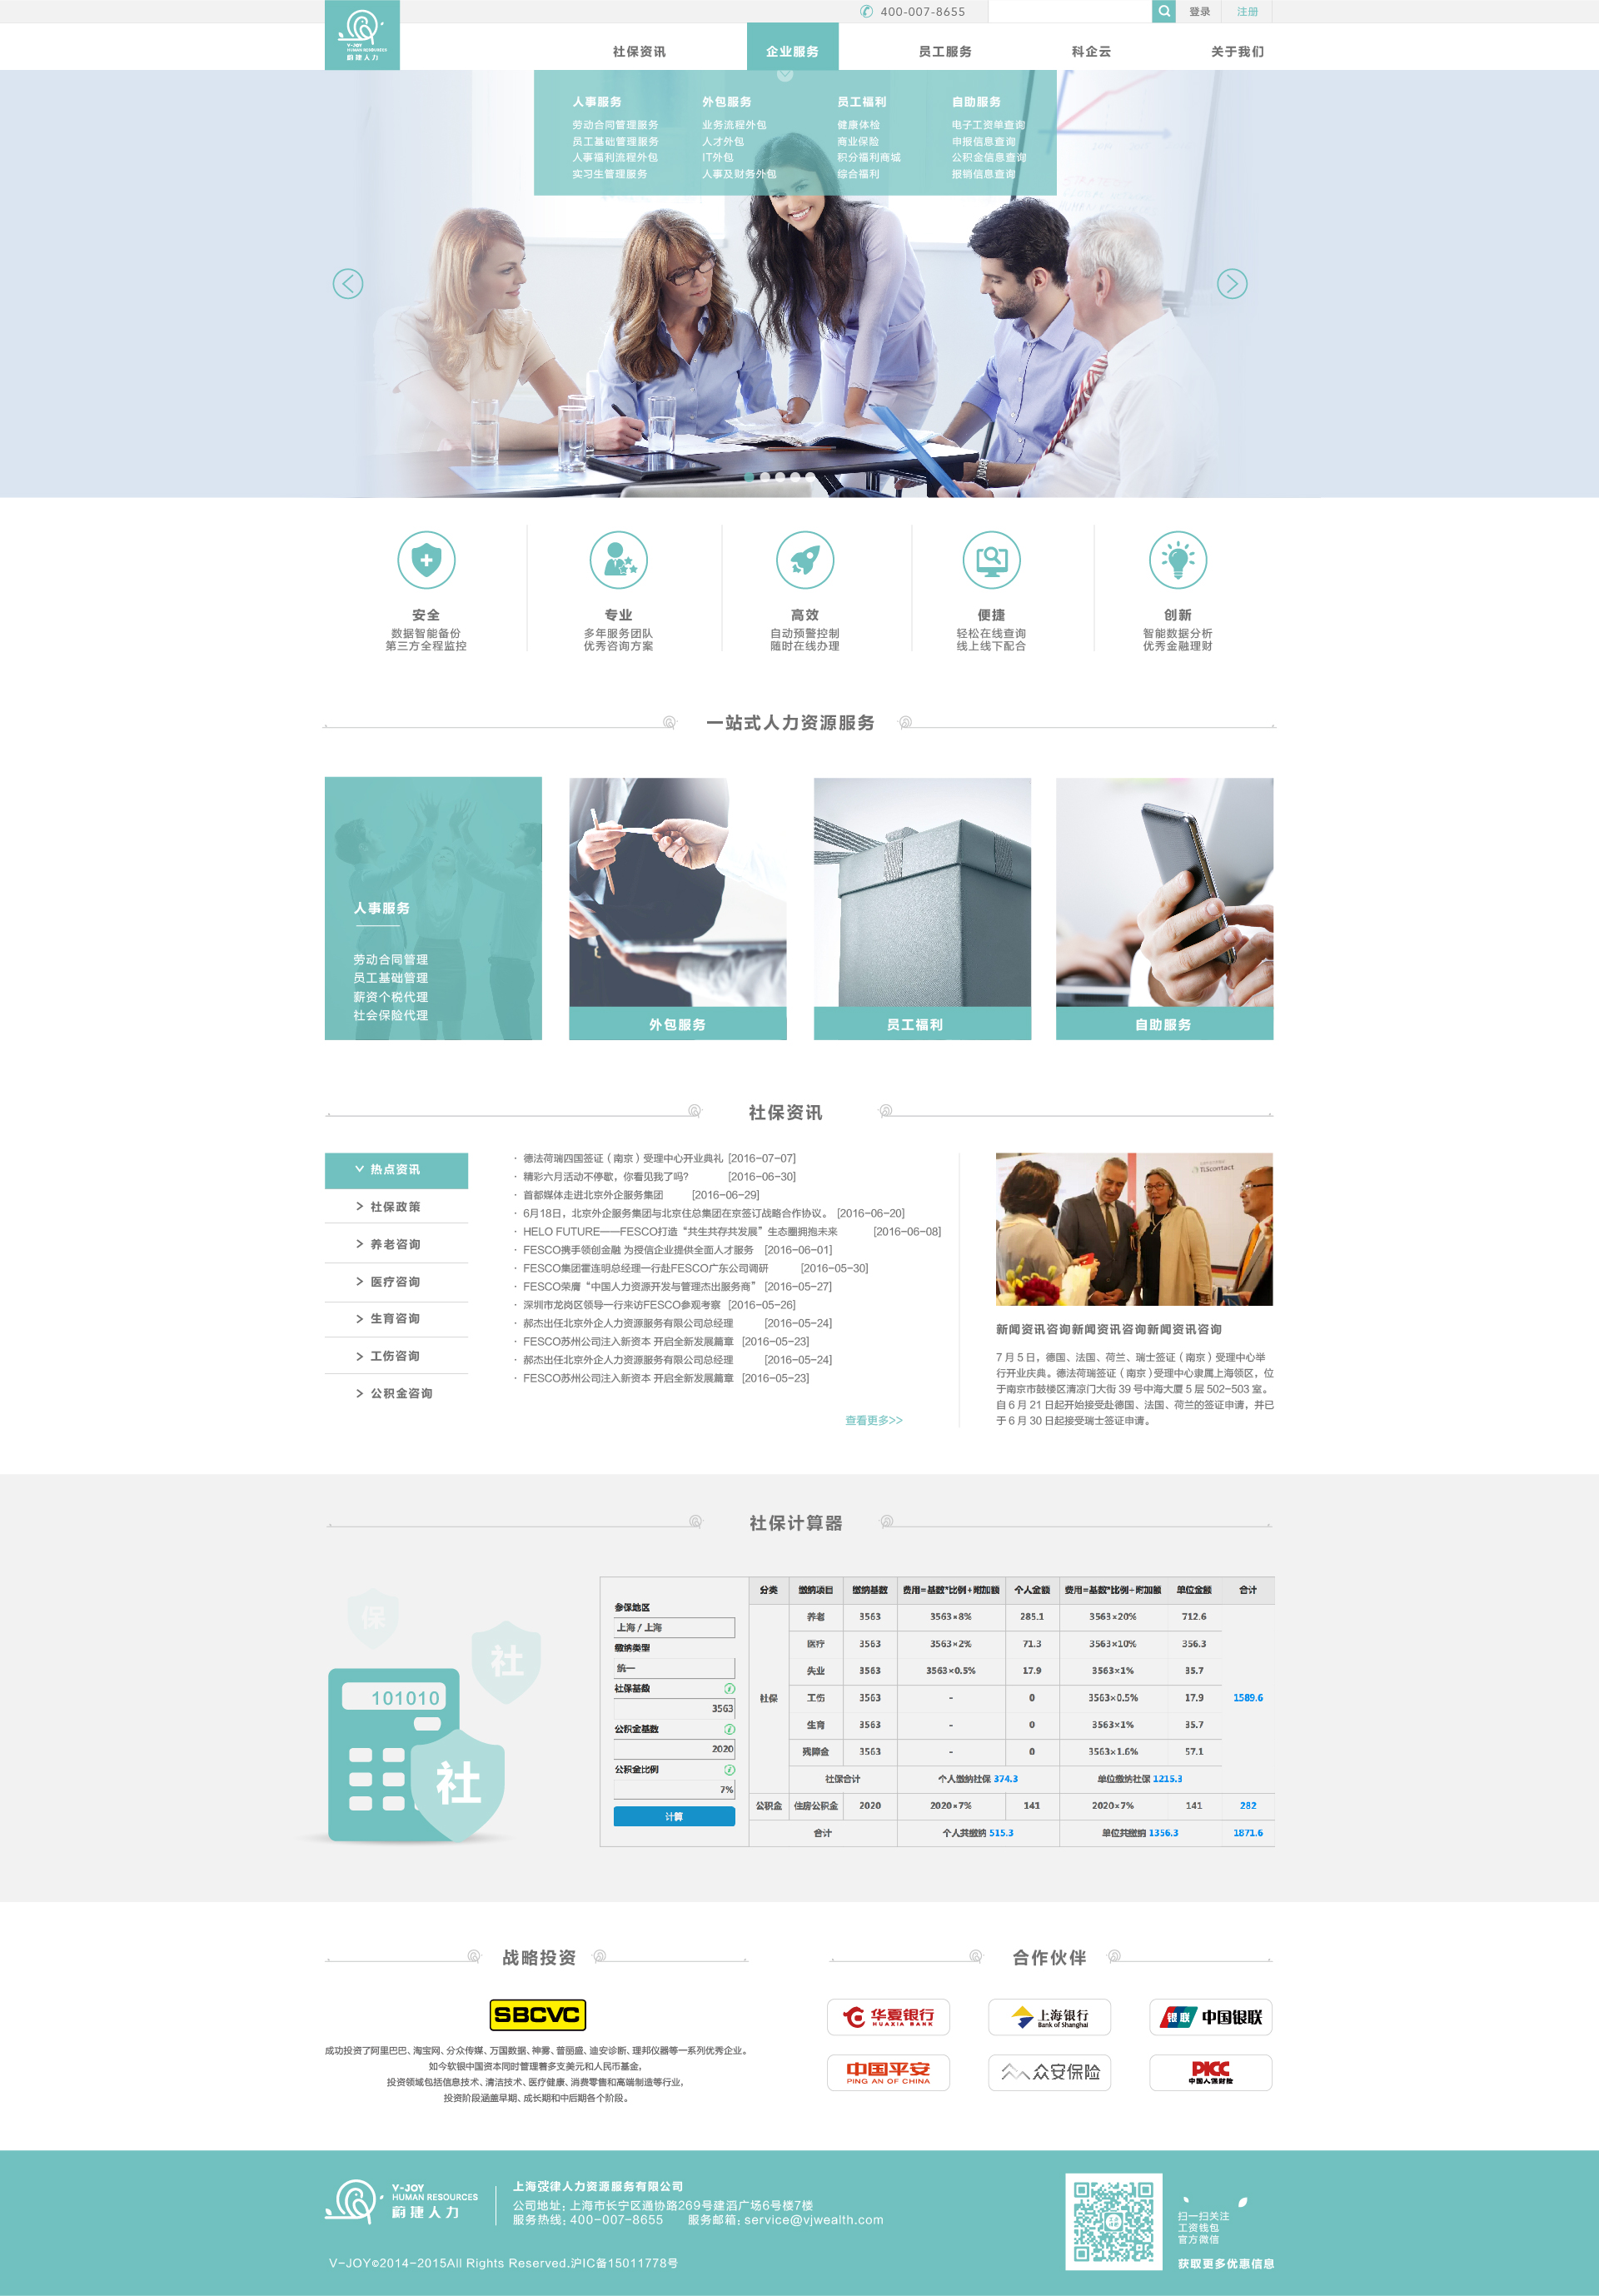 400-007-8655
登录
注册
V-JOY
HUMAN RESOURCES
蔚捷人力
社保资讯
企业服务
员工服务
科企云
关于我们
人事服务
劳动合同管理服务
员工基础管理服务
人事福利流程外包
实习生管理服务
外包服务
业务流程外包
人才外包
IT外包
人事及财务外包
员工福利
健康体检
商业保险
积分福利商城
综合福利
自助服务
电子工资单查询
申报信息查询
公积金信息查询
报销信息查询
安全
数据智能备份
第三方全程监控
专业
多年服务团队
优秀咨询方案
高效
自动预警控制
随时在线办理
便捷
轻松在线查询
线上线下配合
创新
智能数据分析
优秀金融理财
一站式人力资源服务
人事服务
劳动合同管理
员工基础管理
薪资个税代理
社会保险代理
外包服务
员工福利
自助服务
社保资讯
热点资讯
社保政策
养老咨询
医疗咨询
生育咨询
工伤咨询
公积金咨询
· 德法荷瑞四国签证（南京）受理中心开业典礼 [2016-07-07]
· 精彩六月活动不停歇，你看见我了吗? [2016-06-30]
· 首都媒体走进北京外企服务集团 [2016-06-29]
· 6月18日，北京外企服务集团与北京住总集团在京签订战略合作协议。 [2016-06-20]
· HELO FUTURE——FESCO打造“共生共存共发展”生态圈拥抱未来 [2016-06-08]
· FESCO携手领创金融 为授信企业提供全面人才服务 [2016-06-01]
· FESCO集团霍连明总经理一行赴FESCO广东公司调研 [2016-05-30]
· FESCO荣膺“中国人力资源开发与管理杰出服务商” [2016-05-27]
· 深圳市龙岗区领导一行来访FESCO参观考察 [2016-05-26]
· 郝杰出任北京外企人力资源服务有限公司总经理 [2016-05-24]
· FESCO苏州公司注入新资本 开启全新发展篇章 [2016-05-23]
· 郝杰出任北京外企人力资源服务有限公司总经理 [2016-05-24]
· FESCO苏州公司注入新资本 开启全新发展篇章 [2016-05-23]
查看更多>>
TLScontact
新闻资讯咨询新闻资讯咨询新闻资讯咨询
7 月 5 日，德国、法国、荷兰、瑞士签证（南京）受理中心举
行开业庆典。德法荷瑞签证（南京）受理中心隶属上海领区，位
于南京市鼓楼区清凉门大街 39 号中海大厦 5 层 502-503 室。
自 6 月 21 日起开始接受赴德国、法国、荷兰的签证申请，并已
于 6 月 30 日起接受瑞士签证申请。
社保计算器
保
社
101010
社
参保地区
上海 / 上海
缴纳类型
统一
社保基数
3563
公积金基数
2020
公积金比例
7%
计算
分类 缴纳项目 缴纳基数 费用=基数*比例+附加额 个人金额 费用=基数*比例+附加额 单位金额 合计
养老 3563 3563×8% 285.1 3563×20% 712.6
医疗 3563 3563×2% 71.3 3563×10% 356.3
失业 3563 3563×0.5% 17.9 3563×1% 35.7
社保 工伤 3563 - 0 3563×0.5% 17.9 1589.6
生育 3563 - 0 3563×1% 35.7
残障金 3563 - 0 3563×1.6% 57.1
社保合计 个人缴纳社保 374.3 单位缴纳社保 1215.3
公积金 住房公积金 2020 2020×7% 141 2020×7% 141 282
合计 个人共缴纳 515.3 单位共缴纳 1356.3 1871.6
战略投资
SBCVC
成功投资了阿里巴巴、淘宝网、分众传媒、万国数据、神雾、普丽盛、迪安诊断、理邦仪器等一系列优秀企业。
如今软银中国资本同时管理着多支美元和人民币基金，
投资领域包括信息技术、清洁技术、医疗健康、消费零售和高端制造等行业，
投资阶段涵盖早期、成长期和中后期各个阶段。
合作伙伴
华夏银行
HUAXIA BANK
上海银行
Bank of Shanghai
银联 中国银联
中国平安
PING AN OF CHINA
众安保险
PICC
中国人保财险
V-JOY
HUMAN RESOURCES
蔚捷人力
上海弢律人力资源服务有限公司
公司地址：上海市长宁区通协路269号建滔广场6号楼7楼
服务热线：400-007-8655 服务邮箱：service@vjwealth.com
V-JOY©2014-2015All Rights Reserved.沪ICP备15011778号
扫一扫关注
工资钱包
官方微信
获取更多优惠信息